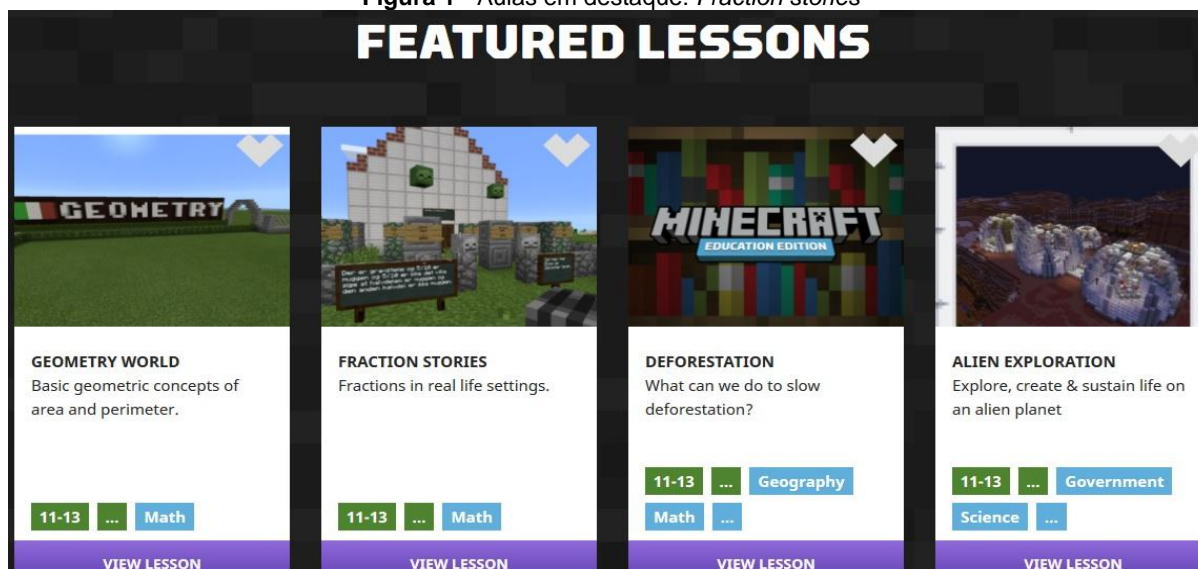 Figura 1 - Aulas em destaque: Fraction stories
FEATURED LESSONS
GEOMETRY
GEOMETRY WORLD
Basic geometric concepts of
area and perimeter.
11-13 ... Math
VIEW LESSON
FRACTION STORIES
Fractions in real life settings.
11-13 ... Math
VIEW LESSON
MINECRAFT
EDUCATION EDITION
DEFORESTATION
What can we do to slow
deforestation?
11-13 ... Geography
Math ...
VIEW LESSON
ALIEN EXPLORATION
Explore, create & sustain life on
an alien planet
11-13 ... Government
Science ...
VIEW LESSON